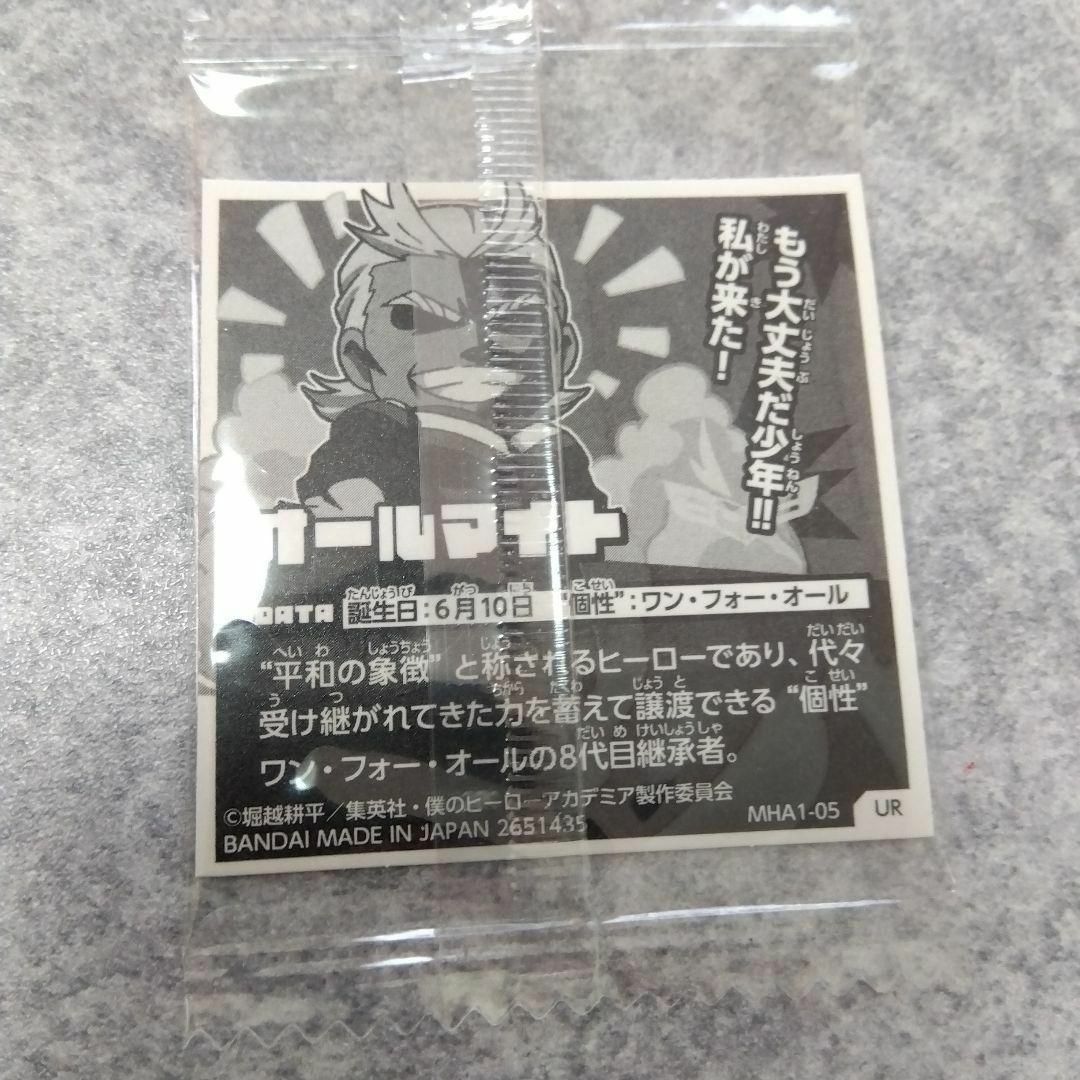 もう大丈夫だ少年!!
私が来た!
オールマイト
DATA 誕生日:6月10日 “個性”:ワン・フォー・オール
“平和の象徴”と称されるヒーローであり、代々
受け継がれてきた力を蓄えて譲渡できる“個性”
ワン・フォー・オールの8代目継承者。
©堀越耕平/集英社・僕のヒーローアカデミア製作委員会
BANDAI MADE IN JAPAN 2651435
MHA1-05
UR